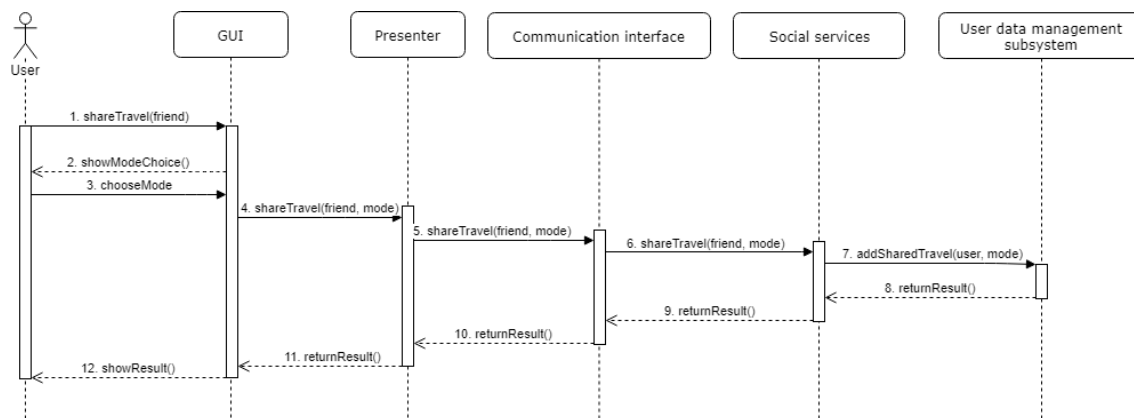 User
GUI
Presenter
Communication interface
Social services
User data management
subsystem
1. shareTravel(friend)
2. showModeChoice()
3. chooseMode
4. shareTravel(friend, mode)
5. shareTravel(friend, mode)
6. shareTravel(friend, mode)
7. addSharedTravel(user, mode)
8. returnResult()
9. returnResult()
10. returnResult()
11. returnResult()
12. showResult()